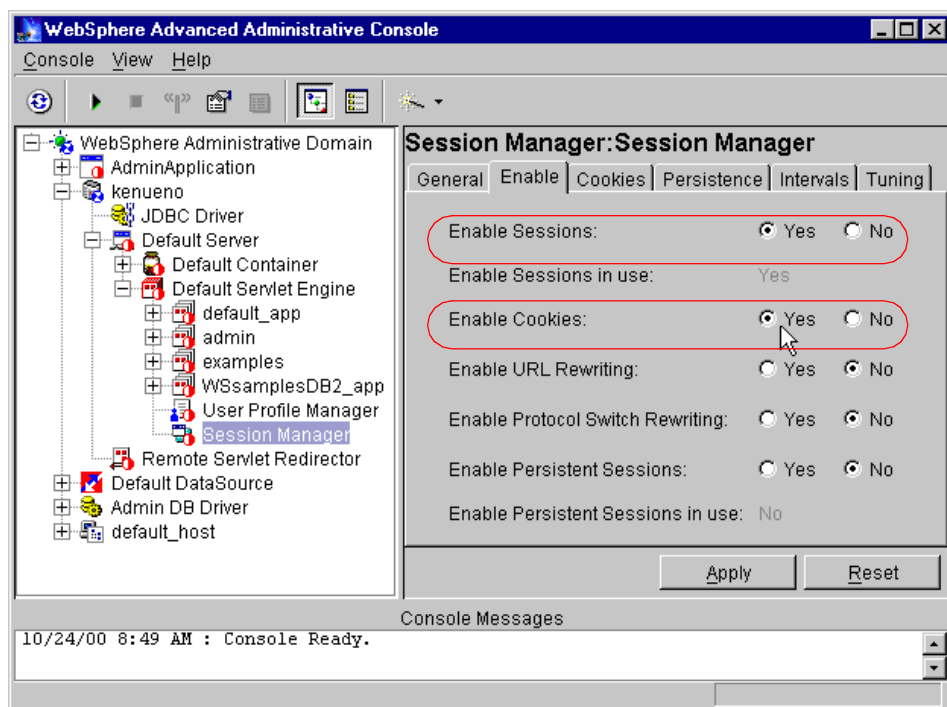 WebSphere Advanced Administrative Console
Console View Help
WebSphere Administrative Domain
AdminApplication
kenueno
JDBC Driver
Default Server
Default Container
Default Servlet Engine
default_app
admin
examples
WSsamplesDB2_app
User Profile Manager
Session Manager
Remote Servlet Redirector
Default DataSource
Admin DB Driver
default_host
Session Manager:Session Manager
General Enable Cookies Persistence Intervals Tuning
Enable Sessions: Yes No
Enable Sessions in use: Yes
Enable Cookies: Yes No
Enable URL Rewriting: Yes No
Enable Protocol Switch Rewriting: Yes No
Enable Persistent Sessions: Yes No
Enable Persistent Sessions in use: No
Apply Reset
Console Messages
10/24/00 8:49 AM : Console Ready.